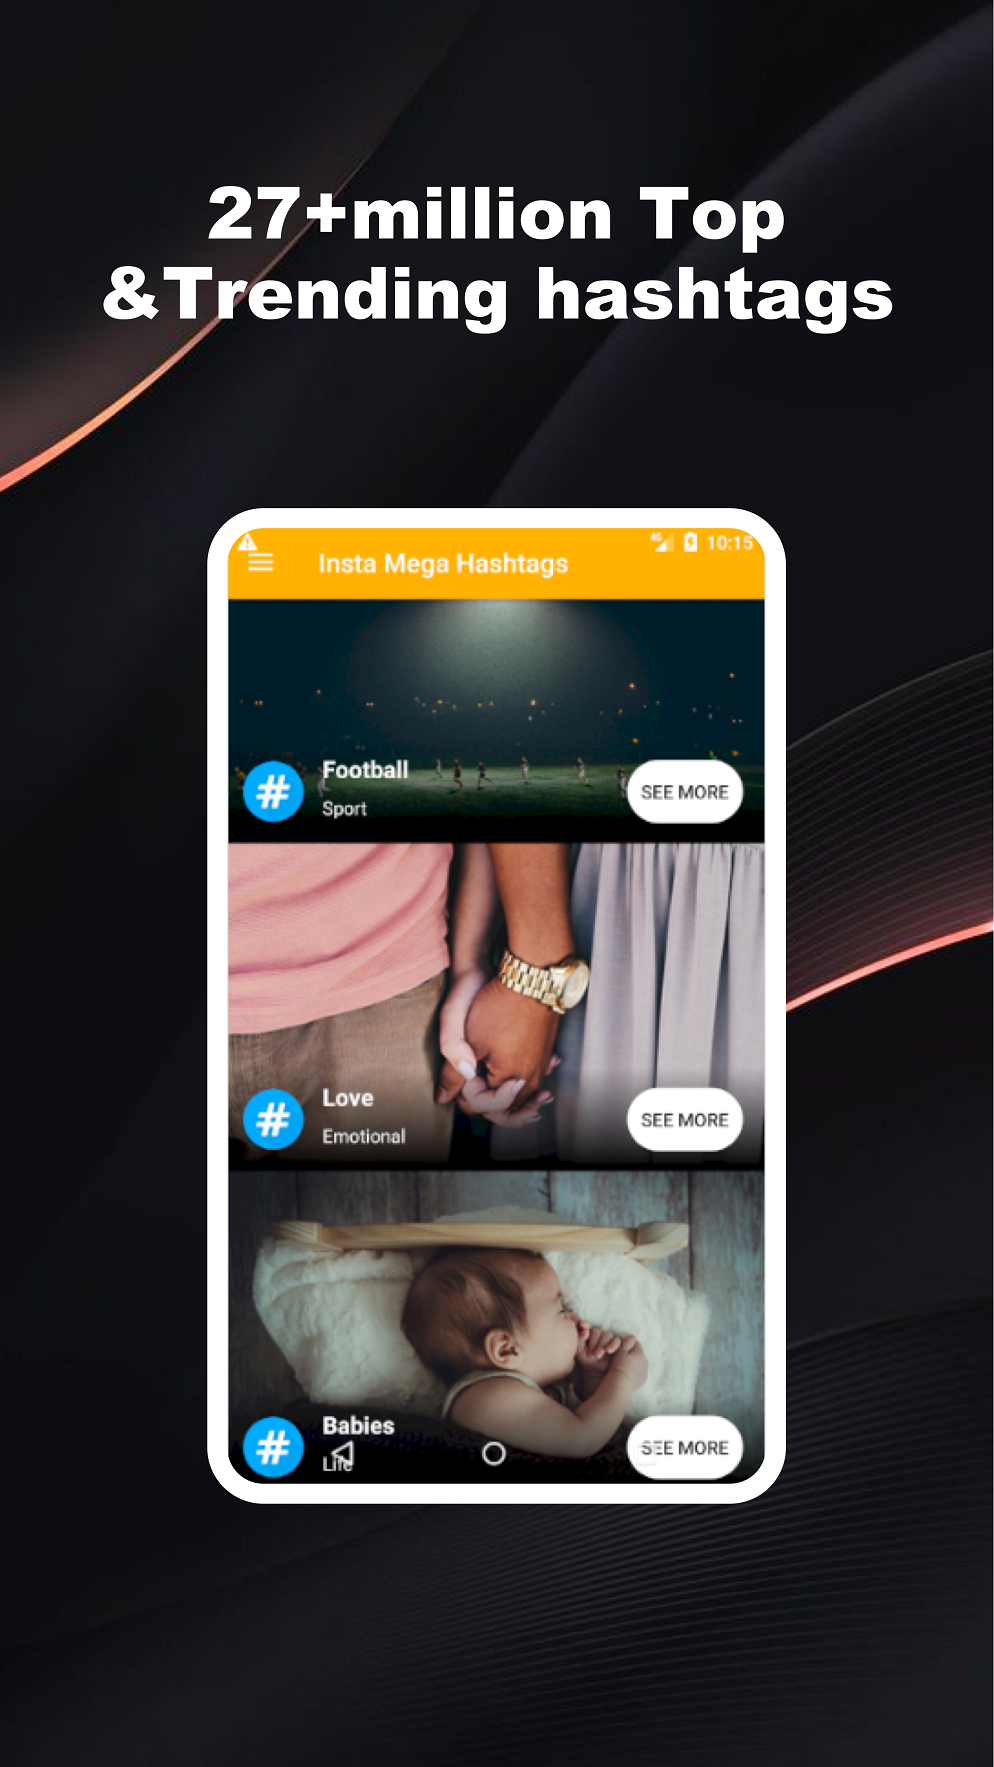 27+million Top
&Trending hashtags
4G 10:15
Insta Mega Hashtags
# Football
Sport
SEE MORE
# Love
Emotional
SEE MORE
# Babies
Life
SEE MORE